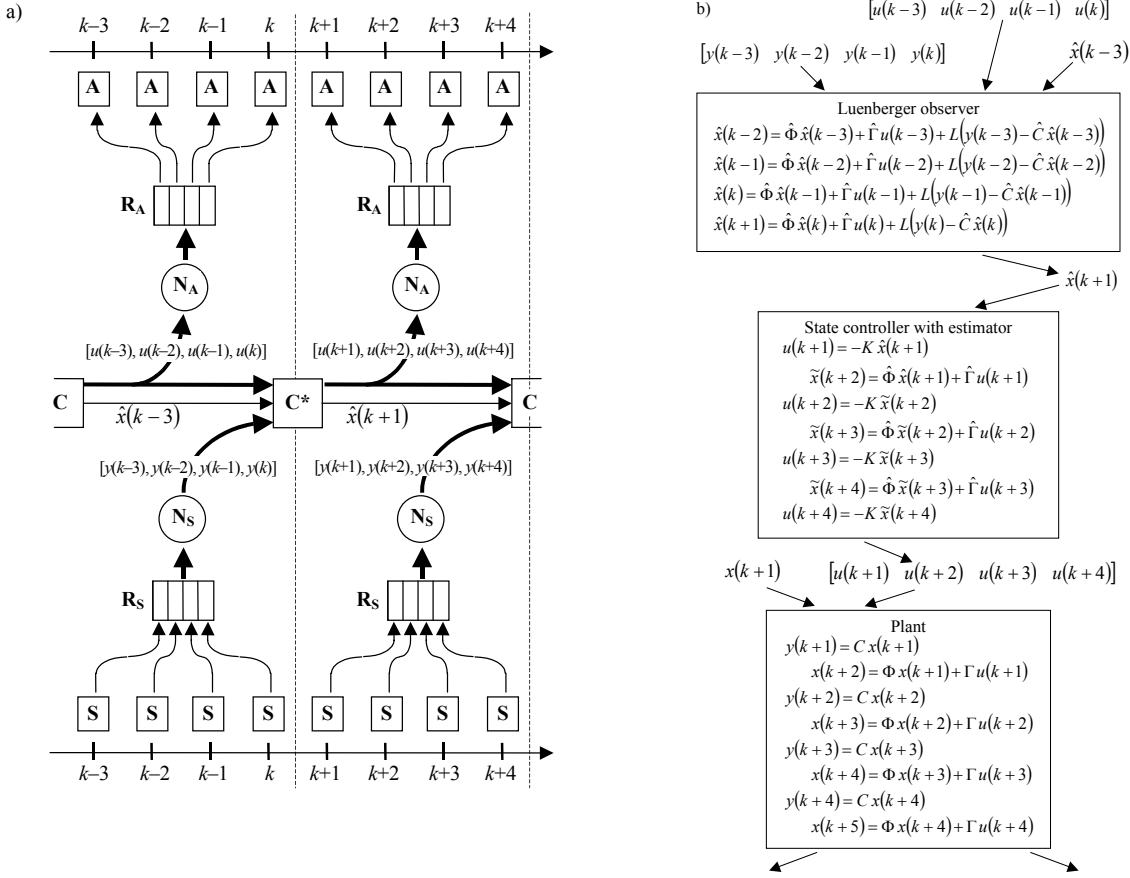 a)
k–3 k–2 k–1 k k+1 k+2 k+3 k+4
A A A A A A A A
R_A R_A
N_A N_A
[u(k–3), u(k–2), u(k–1), u(k)] [u(k+1), u(k+2), u(k+3), u(k+4)]
C C* C
x̂(k−3) x̂(k+1)
[y(k–3), y(k–2), y(k–1), y(k)] [y(k+1), y(k+2), y(k+3), y(k+4)]
N_S N_S
R_S R_S
S S S S S S S S
k–3 k–2 k–1 k k+1 k+2 k+3 k+4
b)
[u(k−3) u(k−2) u(k−1) u(k)]
[y(k−3) y(k−2) y(k−1) y(k)] x̂(k−3)
Luenberger observer
x̂(k−2)=Φ̂ x̂(k−3)+Γ̂ u(k−3)+L(y(k−3)−Ĉ x̂(k−3))
x̂(k−1)=Φ̂ x̂(k−2)+Γ̂ u(k−2)+L(y(k−2)−Ĉ x̂(k−2))
x̂(k)=Φ̂ x̂(k−1)+Γ̂ u(k−1)+L(y(k−1)−Ĉ x̂(k−1))
x̂(k+1)=Φ̂ x̂(k)+Γ̂ u(k)+L(y(k)−Ĉ x̂(k))
x̂(k+1)
State controller with estimator
u(k+1)=−K x̂(k+1)
x̃(k+2)=Φ̂ x̂(k+1)+Γ̂ u(k+1)
u(k+2)=−K x̃(k+2)
x̃(k+3)=Φ̂ x̃(k+2)+Γ̂ u(k+2)
u(k+3)=−K x̃(k+3)
x̃(k+4)=Φ̂ x̃(k+3)+Γ̂ u(k+3)
u(k+4)=−K x̃(k+4)
x(k+1) [u(k+1) u(k+2) u(k+3) u(k+4)]
Plant
y(k+1)=C x(k+1)
x(k+2)=Φ x(k+1)+Γ u(k+1)
y(k+2)=C x(k+2)
x(k+3)=Φ x(k+2)+Γ u(k+2)
y(k+3)=C x(k+3)
x(k+4)=Φ x(k+3)+Γ u(k+3)
y(k+4)=C x(k+4)
x(k+5)=Φ x(k+4)+Γ u(k+4)